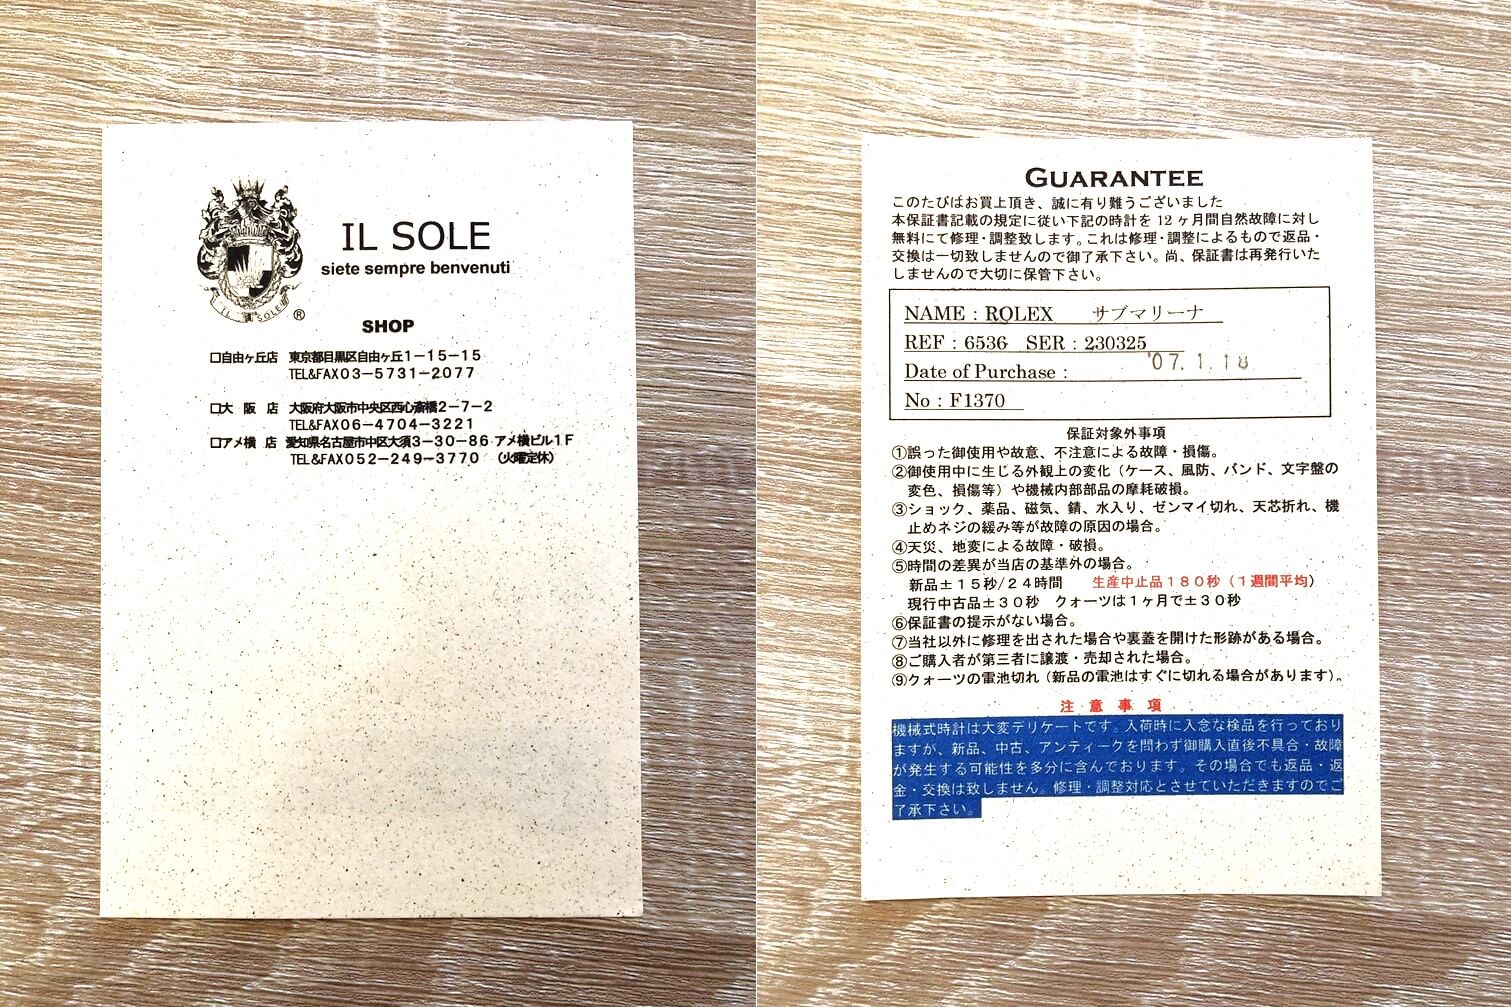 IL SOLE
siete sempre benvenuti
IL SOLE
®
SHOP
□自由ヶ丘店 東京都目黒区自由ヶ丘1-15-15
TEL&FAX03-5731-2077
□大 阪 店 大阪府大阪市中央区西心斎橋2-7-2
TEL&FAX06-4704-3221
□アメ横 店 愛知県名古屋市中区大須3-30-86 アメ横ビル1F
TEL&FAX052-249-3770 (火曜定休)
GUARANTEE
このたびはお買上頂き、誠に有り難うございました
本保証書記載の規定に従い下記の時計を12ヶ月間自然故障に対し
無料にて修理・調整致します。これは修理・調整によるもので返品・
交換は一切致しませんので御了承下さい。尚、保証書は再発行いた
しませんので大切に保管下さい。
NAME : ROLEX サブマリーナ
REF : 6536 SER : 230325
Date of Purchase : '07. 1. 18
No : F1370
保証対象外事項
①誤った御使用や故意、不注意による故障・損傷。
②御使用中に生じる外観上の変化（ケース、風防、バンド、文字盤の
変色、損傷等）や機械内部部品の摩耗破損。
③ショック、薬品、磁気、錆、水入り、ゼンマイ切れ、天芯折れ、機
止めネジの緩み等が故障の原因の場合。
④天災、地変による故障・破損。
⑤時間の差異が当店の基準外の場合。
新品±15秒/24時間 生産中止品180秒（1週間平均）
現行中古品±30秒 クォーツは1ヶ月で±30秒
⑥保証書の提示がない場合。
⑦当社以外に修理を出された場合や裏蓋を開けた形跡がある場合。
⑧ご購入者が第三者に譲渡・売却された場合。
⑨クォーツの電池切れ（新品の電池はすぐに切れる場合があります）。
注 意 事 項
機械式時計は大変デリケートです。入荷時に入念な検品を行っており
ますが、新品、中古、アンティークを問わず御購入直後不具合・故障
が発生する可能性を多分に含んでおります。その場合でも返品・返
金・交換は致しません。修理・調整対応とさせていただきますのでご
了承下さい。